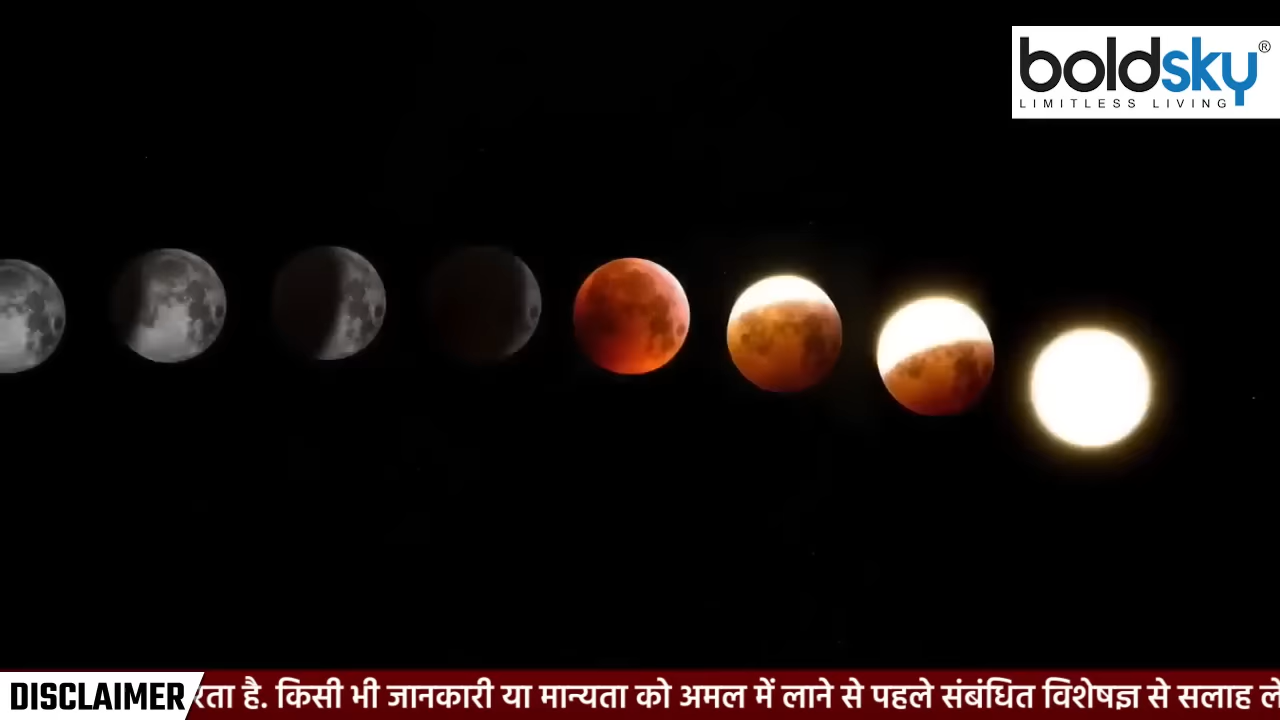 boldsky®
LIMITLESS LIVING
DISCLAIMER
रता है. किसी भी जानकारी या मान्यता को अमल में लाने से पहले संबंधित विशेषज्ञ से सलाह ले